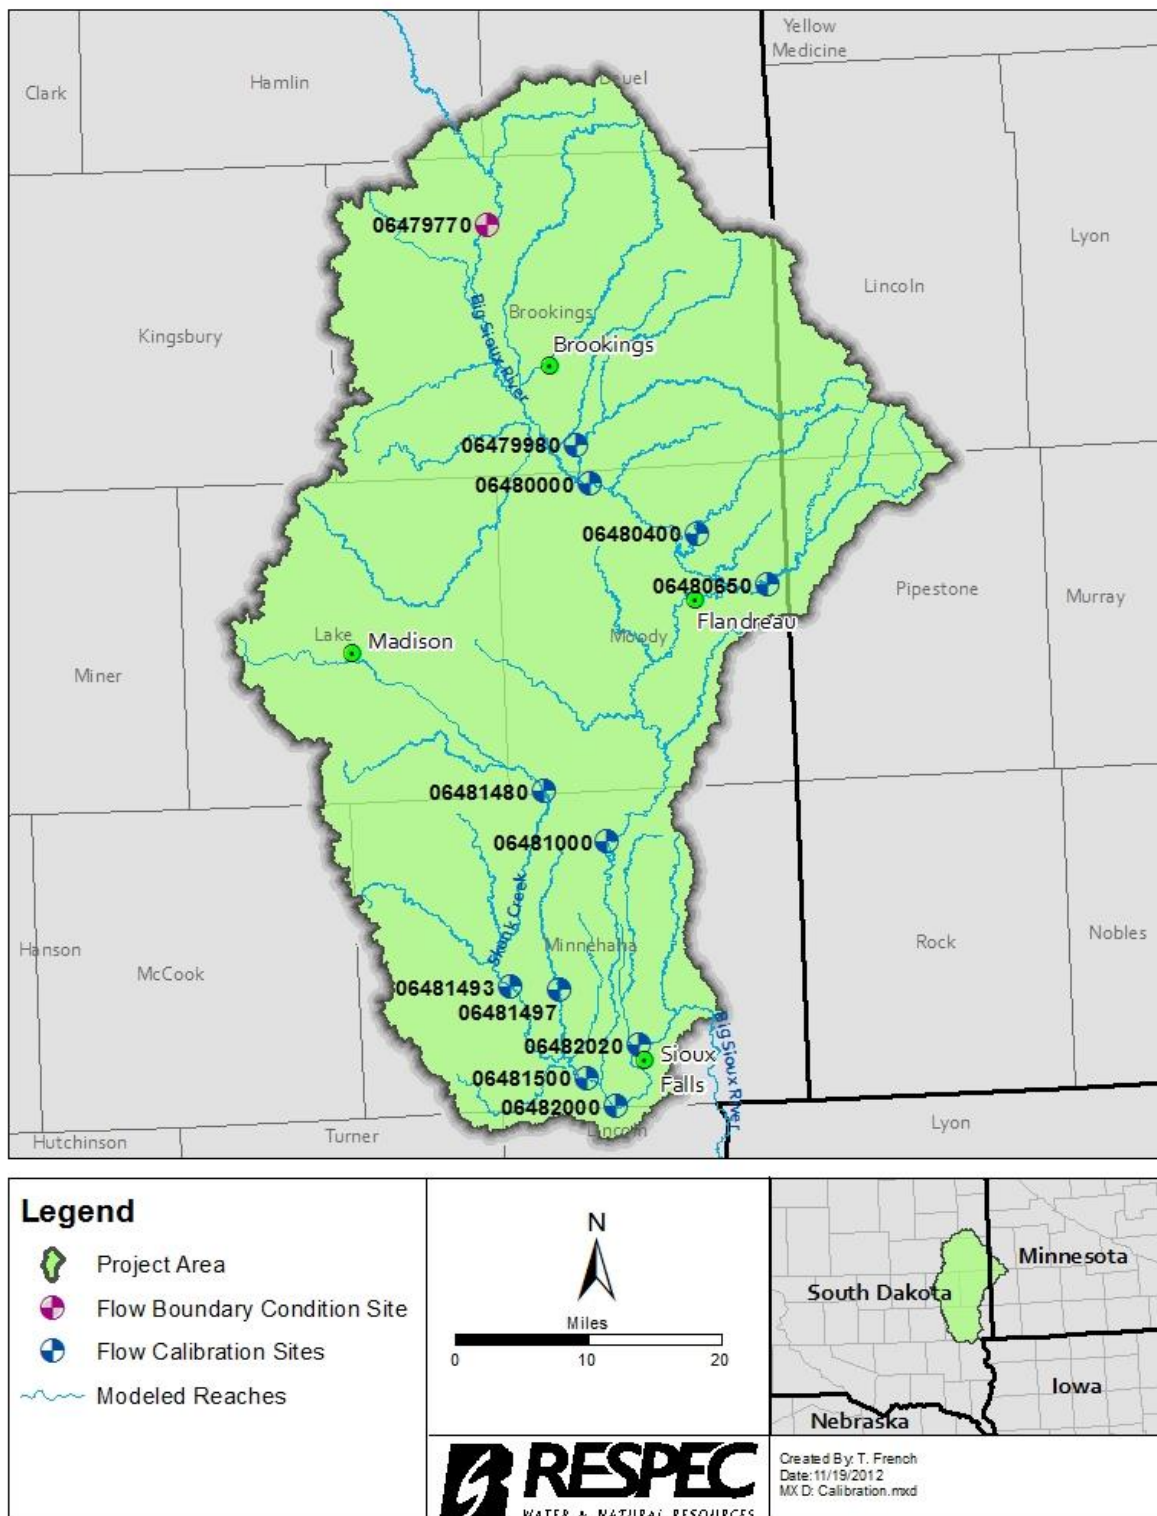 Yellow
Medicine
Clark
Hamlin
Deuel
06479770
Lyon
Lincoln
Kingsbury
Brookings
Brookings
Big Sioux River
06479980
06480000
06480400
06480650
Pipestone
Murray
Flandreau
Lake
Madison
Moody
Miner
06481480
06481000
Skunk Creek
Hanson
McCook
Minnehaha
Rock
Nobles
06481493
06481497
06482020
Sioux
Falls
Big Sioux River
06481500
06482000
Hutchinson
Turner
Lincoln
Lyon
Legend
Project Area
Flow Boundary Condition Site
Flow Calibration Sites
Modeled Reaches
N
Miles
0 10 20
South Dakota
Minnesota
Iowa
Nebraska
RESPEC
WATER & NATURAL RESOURCES
Created By: T. French
Date: 11/19/2012
MXD: Calibration.mxd